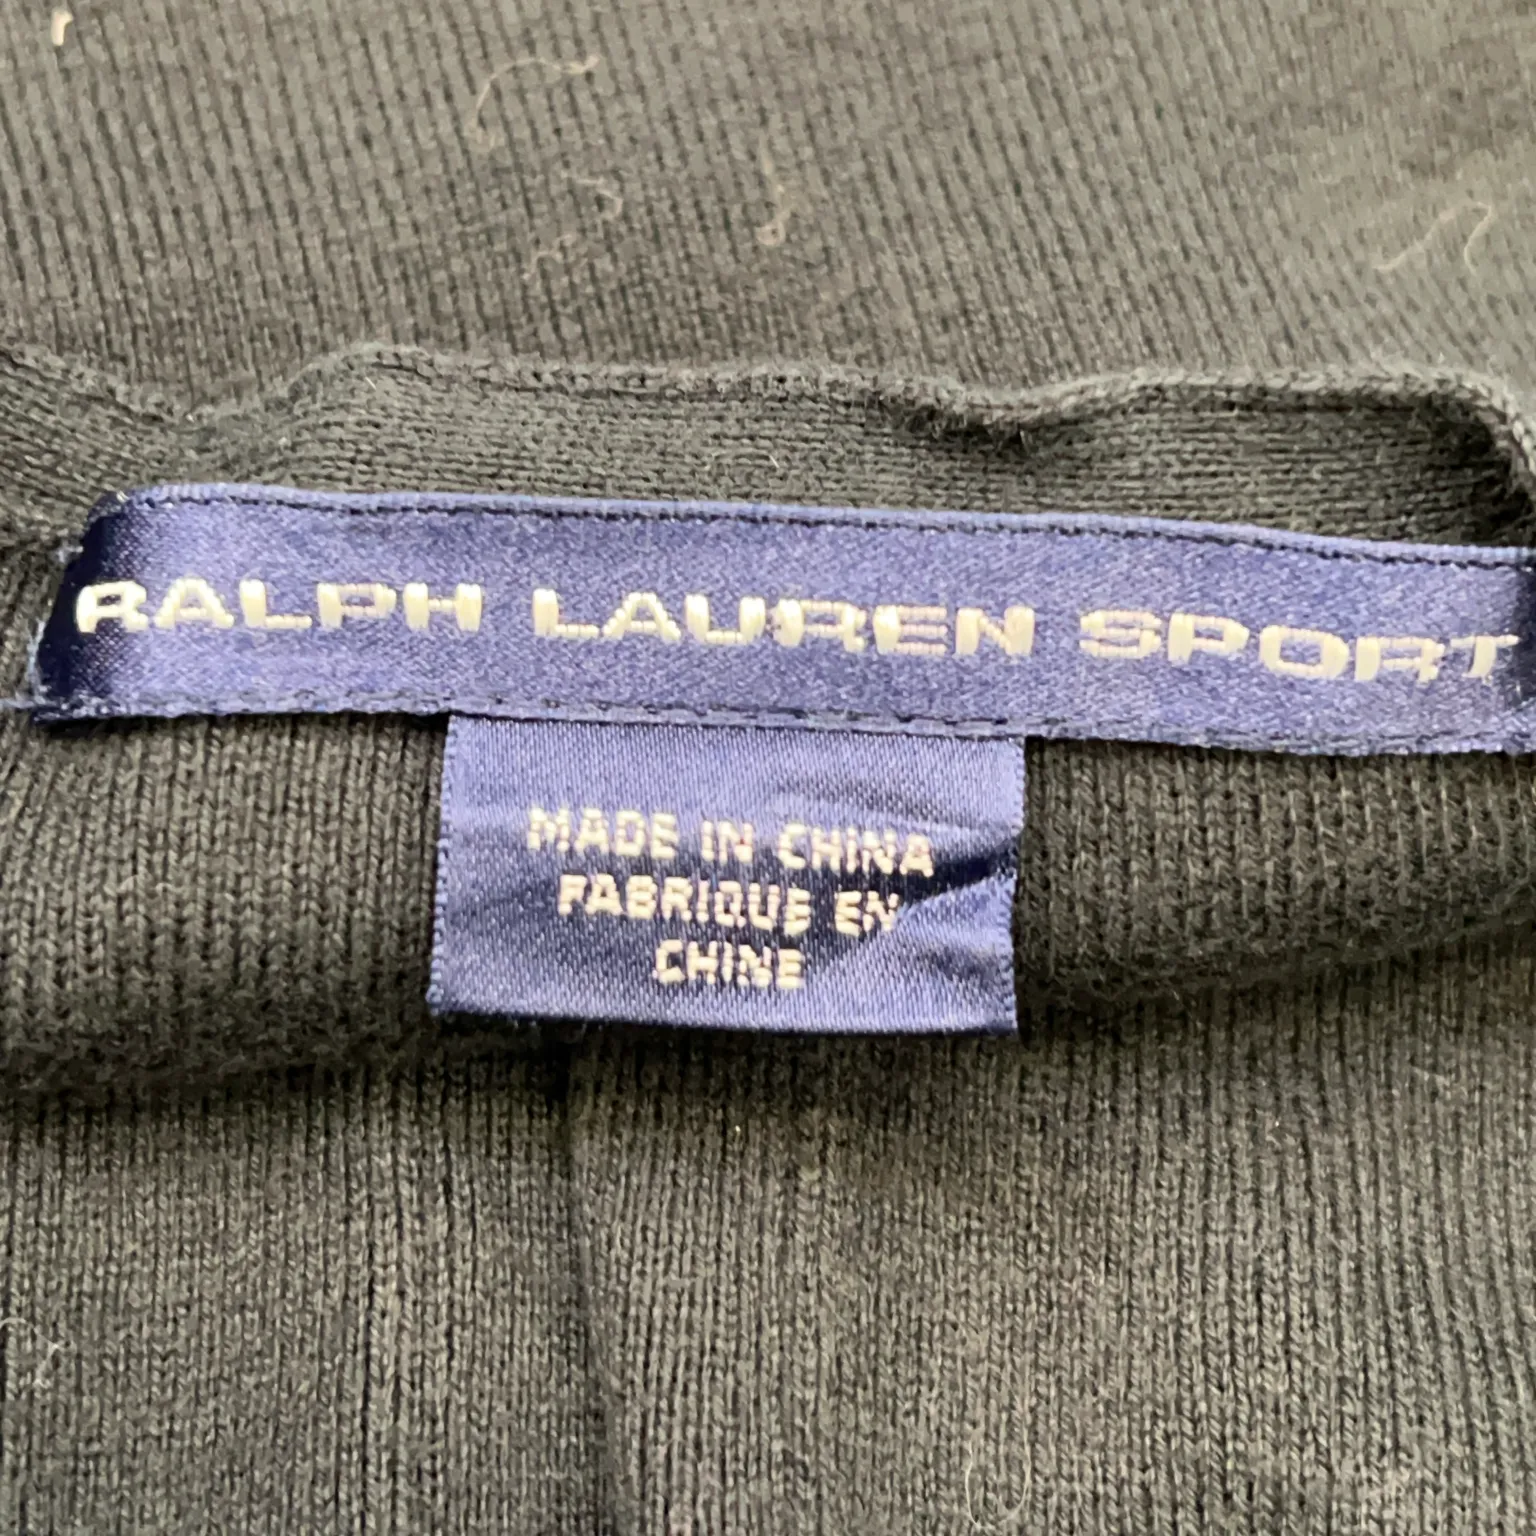 RALPH LAUREN SPORT
MADE IN CHINA
FABRIQUE EN
CHINE